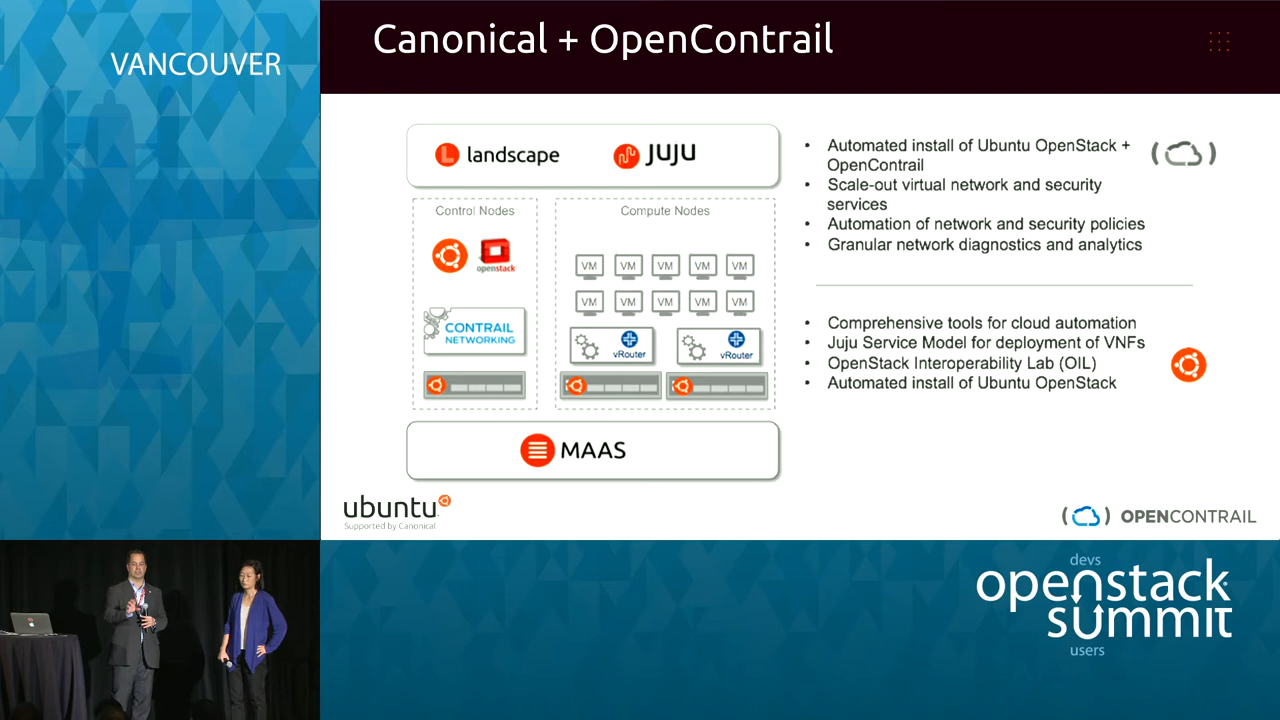 VANCOUVER
Canonical + OpenContrail
landscape
JUJU
Control Nodes
Compute Nodes
openstack
VM VM VM VM VM
VM VM VM VM VM
CONTRAIL
NETWORKING
vRouter
vRouter
MAAS
• Automated install of Ubuntu OpenStack +
OpenContrail
• Scale-out virtual network and security
services
• Automation of network and security policies
• Granular network diagnostics and analytics
• Comprehensive tools for cloud automation
• Juju Service Model for deployment of VNFs
• OpenStack Interoperability Lab (OIL)
• Automated install of Ubuntu OpenStack
ubuntu
Supported by Canonical
OPENCONTRAIL
devs
openstack
summit
users